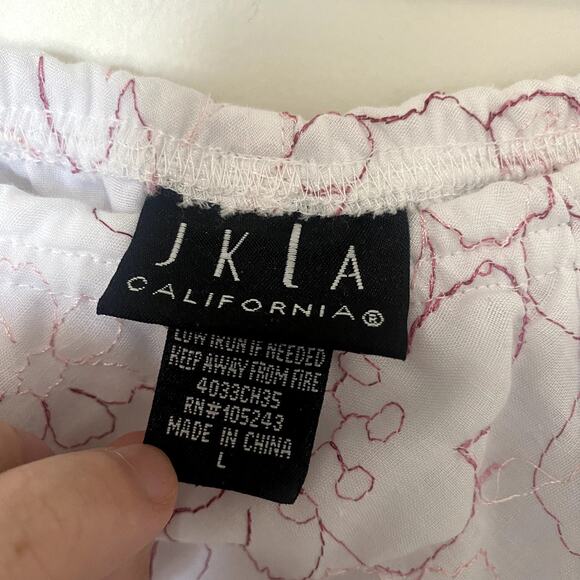 JKLA
CALIFORNIA®
LOW IRON IF NEEDED
KEEP AWAY FROM FIRE
4033CH35
RN#105243
MADE IN CHINA
L